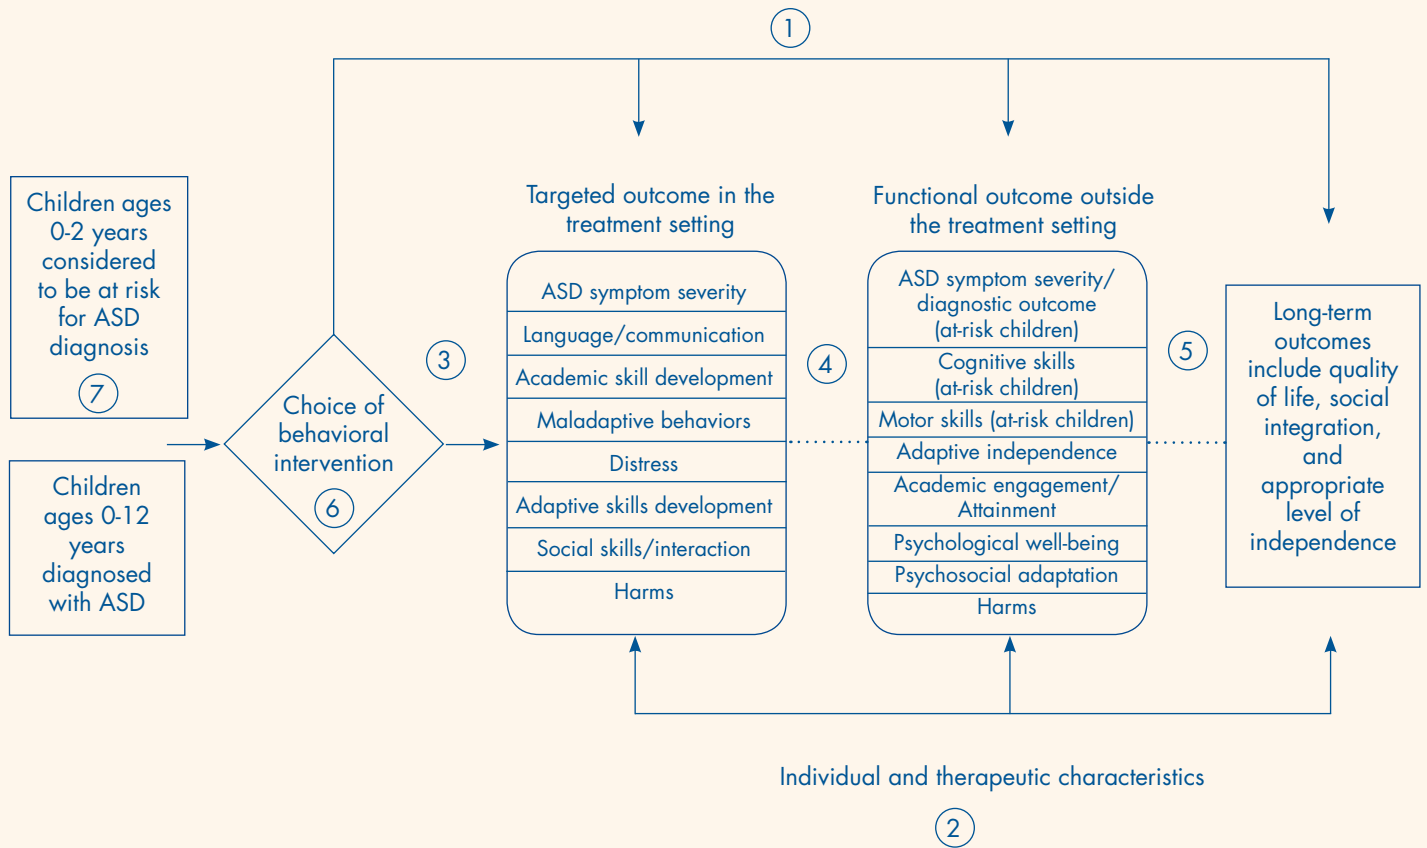 1
Children ages
0-2 years
considered
to be at risk
for ASD
diagnosis
7
Children
ages 0-12
years
diagnosed
with ASD
Choice of
behavioral
intervention
6
3
Targeted outcome in the
treatment setting
ASD symptom severity
Language/communication
Academic skill development
Maladaptive behaviors
Distress
Adaptive skills development
Social skills/interaction
Harms
4
Functional outcome outside
the treatment setting
ASD symptom severity/
diagnostic outcome
(at-risk children)
Cognitive skills
(at-risk children)
Motor skills (at-risk children)
Adaptive independence
Academic engagement/
Attainment
Psychological well-being
Psychosocial adaptation
Harms
5
Long-term
outcomes
include quality
of life, social
integration,
and
appropriate
level of
independence
Individual and therapeutic characteristics
2